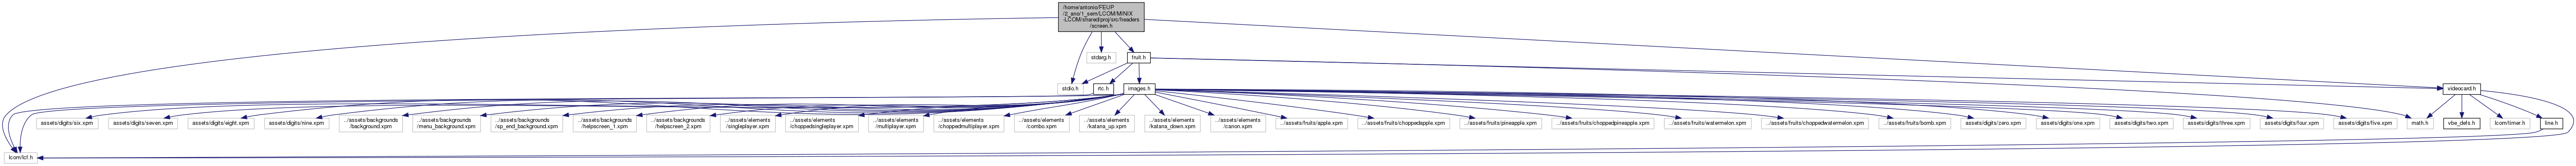 /home/antonio/FEUP
/2_ano/1_sem/LCOM/MINIX
-LCOM/shared/proj/src/headers
/screen.h
stdarg.h
fruit.h
stdio.h
rtc.h
images.h
videocard.h
assets/digits/six.xpm
assets/digits/seven.xpm
assets/digits/eight.xpm
assets/digits/nine.xpm
../assets/backgrounds
/background.xpm
../assets/backgrounds
/menu_background.xpm
../assets/backgrounds
/sp_end_background.xpm
../assets/backgrounds
/helpscreen_1.xpm
../assets/backgrounds
/helpscreen_2.xpm
../assets/elements
/singleplayer.xpm
../assets/elements
/choppedsingleplayer.xpm
../assets/elements
/multiplayer.xpm
../assets/elements
/choppedmultiplayer.xpm
../assets/elements
/combo.xpm
../assets/elements
/katana_up.xpm
../assets/elements
/katana_down.xpm
../assets/elements
/canon.xpm
../assets/fruits/apple.xpm
../assets/fruits/choppedapple.xpm
../assets/fruits/pineapple.xpm
../assets/fruits/choppedpineapple.xpm
../assets/fruits/watermelon.xpm
../assets/fruits/choppedwatermelon.xpm
../assets/fruits/bomb.xpm
assets/digits/zero.xpm
assets/digits/one.xpm
assets/digits/two.xpm
assets/digits/three.xpm
assets/digits/four.xpm
assets/digits/five.xpm
math.h
vbe_defs.h
lcom/timer.h
line.h
lcom/lcf.h